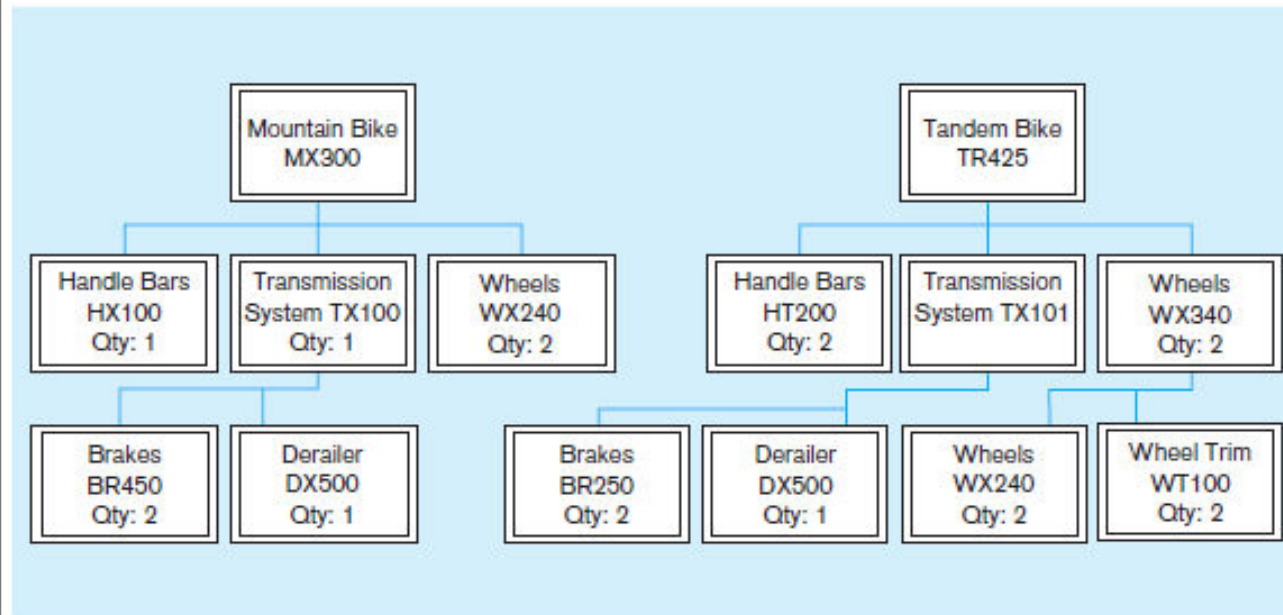 Mountain Bike
MX300
Tandem Bike
TR425
Handle Bars
HX100
Qty: 1
Transmission
System TX100
Qty: 1
Wheels
WX240
Qty: 2
Handle Bars
HT200
Qty: 2
Transmission
System TX101
Wheels
WX340
Qty: 2
Brakes
BR450
Qty: 2
Derailer
DX500
Qty: 1
Brakes
BR250
Qty: 2
Derailer
DX500
Qty: 1
Wheels
WX240
Qty: 2
Wheel Trim
WT100
Qty: 2